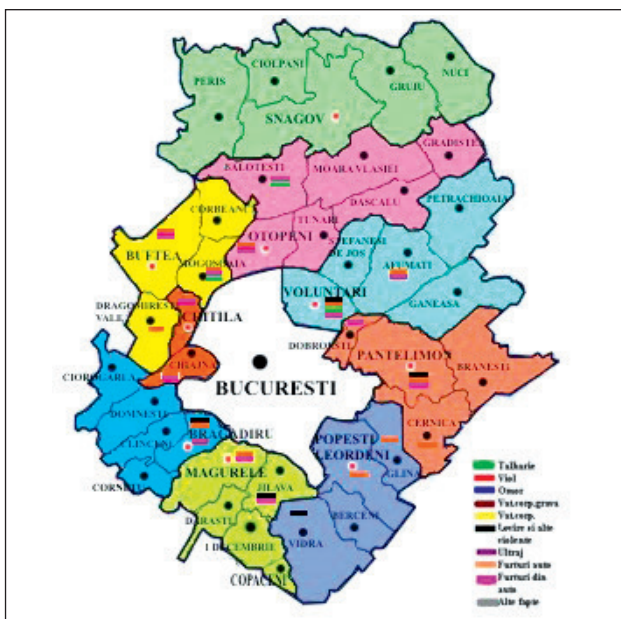 CIOLPANI
NUCI
PERIS
GRUIU
SNAGOV
GRADISTEA
BALOTESTI
MOARA VLASIEI
PETRACHIOAIA
DASCALU
CORBEANCA
TUNARI
OTOPENI
STEFANESI
DE JOS
AFUMATI
BUFTEA
MOGOSOAIA
VOLUNTARI
GANEASA
DRAGOMIRESTI
VALE
CHITILA
DOBROESTI
PANTELIMON
CHIAJNA
CIOROGARLA
BUCURESTI
BRANESTI
DOMNESTI
CERNICA
CLINCENI
BRAGADIRU
POPESTI
LEORDENI
MAGURELE
GLINA
CORNETU
JILAVA
DARASTI
BERCENI
1 DECEMBRIE
VIDRA
COPACENI
Talharie
Viol
Omor
Vat.corp.grava
Vat.corp.
Lovire si alte
violente
Ultraj
Furturi auto
Furturi din
auto
Alte fapte